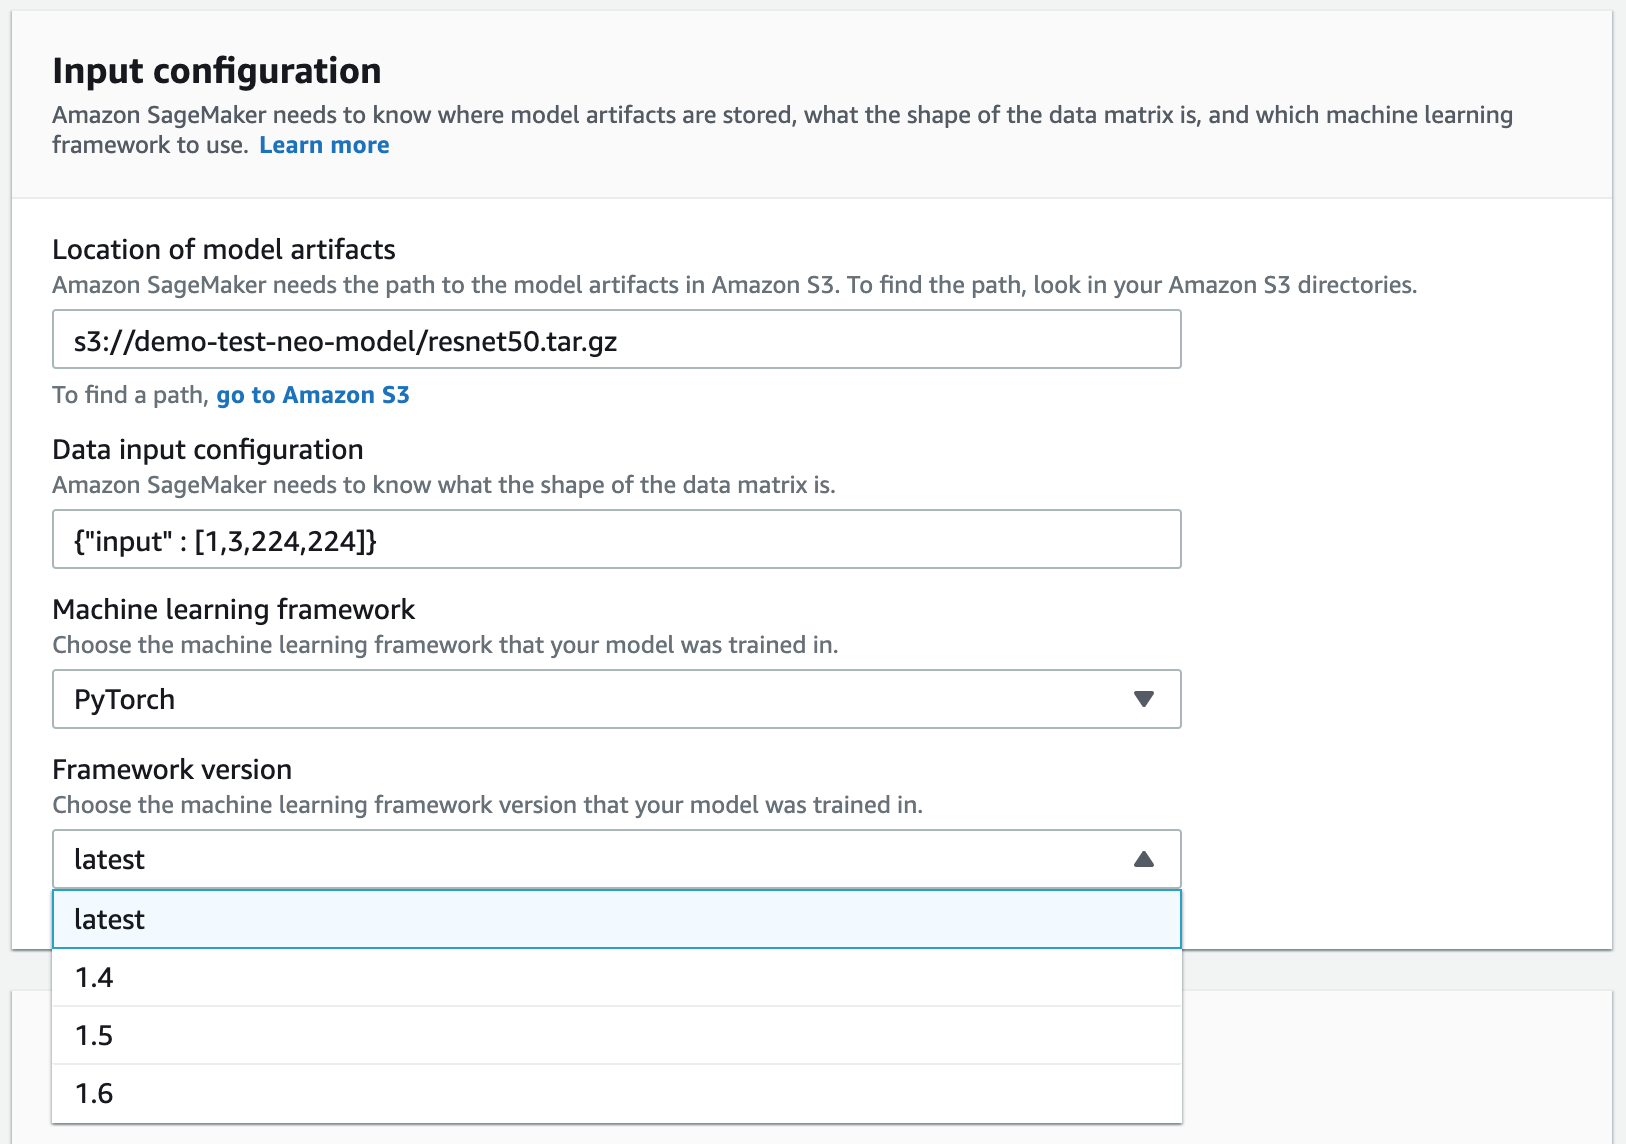 Input configuration
Amazon SageMaker needs to know where model artifacts are stored, what the shape of the data matrix is, and which machine learning
framework to use. Learn more
Location of model artifacts
Amazon SageMaker needs the path to the model artifacts in Amazon S3. To find the path, look in your Amazon S3 directories.
s3://demo-test-neo-model/resnet50.tar.gz
To find a path, go to Amazon S3
Data input configuration
Amazon SageMaker needs to know what the shape of the data matrix is.
{"input" : [1,3,224,224]}
Machine learning framework
Choose the machine learning framework that your model was trained in.
PyTorch
Framework version
Choose the machine learning framework version that your model was trained in.
latest
latest
1.4
1.5
1.6